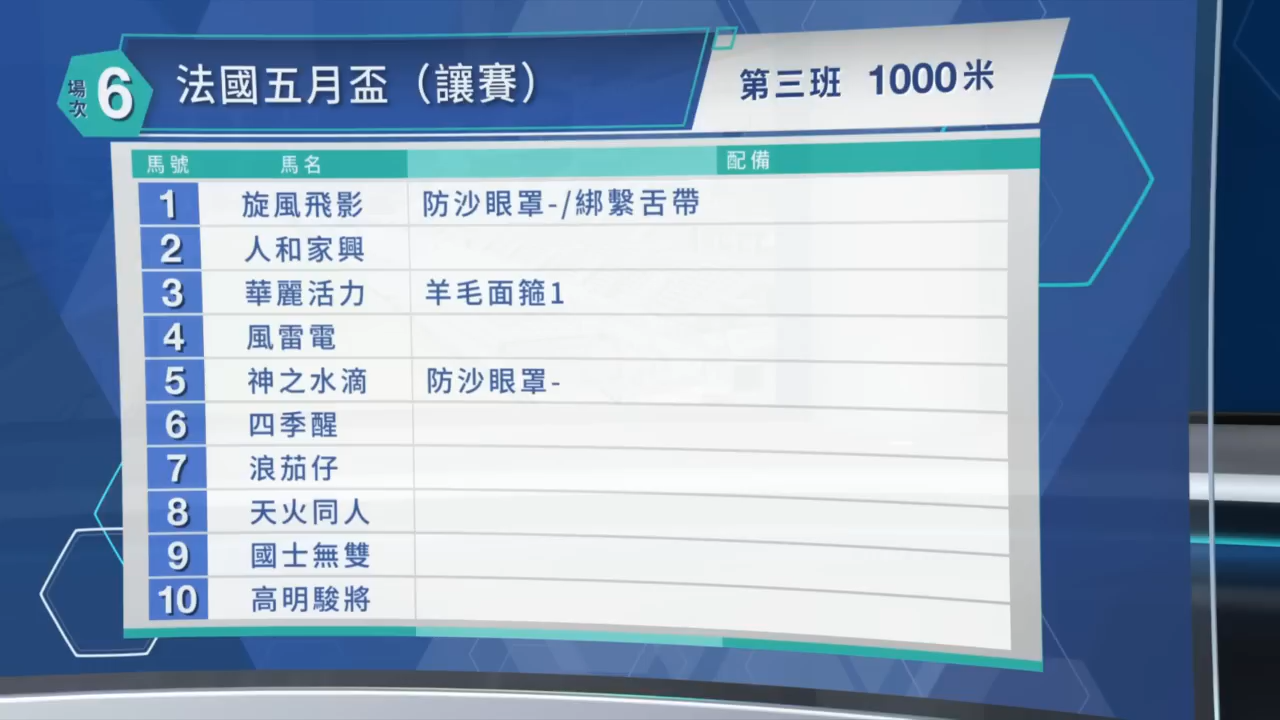 場次 6 法國五月盃（讓賽） 第三班 1000米
馬號 馬名 配備
1 旋風飛影 防沙眼罩-/綁繫舌帶
2 人和家興
3 華麗活力 羊毛面箍1
4 風雷電
5 神之水滴 防沙眼罩-
6 四季醒
7 浪茄仔
8 天火同人
9 國士無雙
10 高明駿將